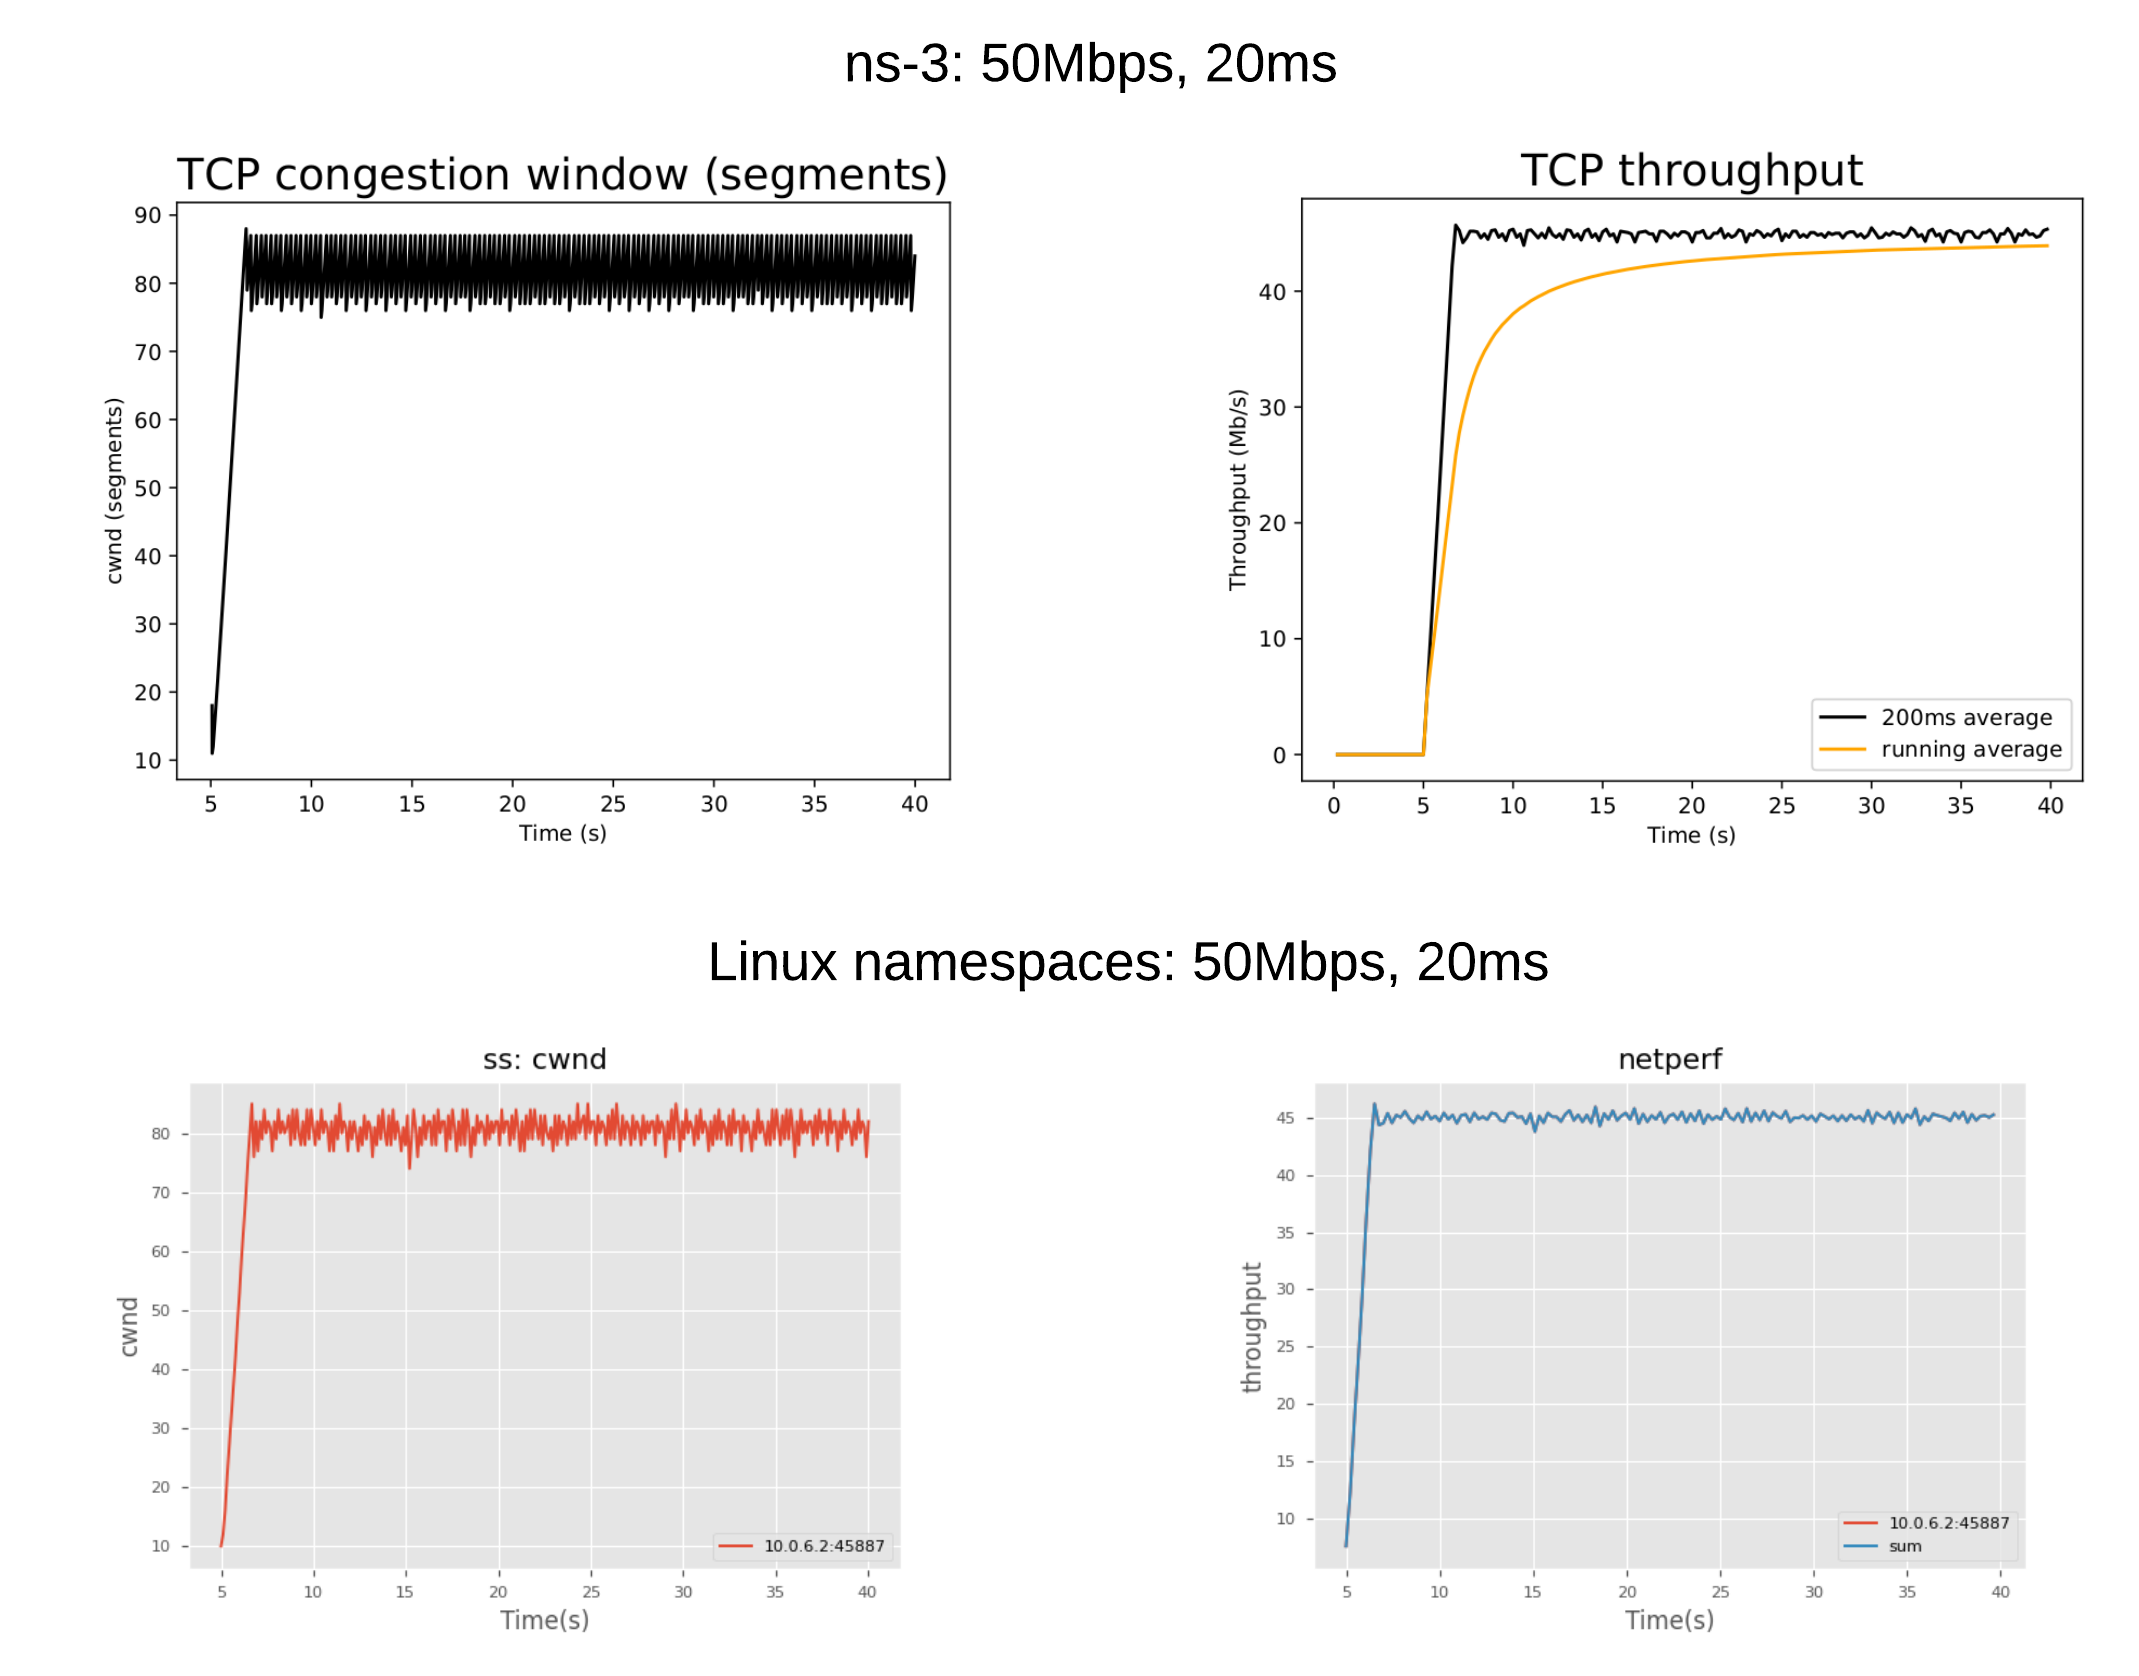 ns-3: 50Mbps, 20ms
TCP congestion window (segments)
90
80
70
60
50
40
30
20
10
cwnd (segments)
5 10 15 20 25 30 35 40
Time (s)
TCP throughput
40
30
20
10
0
Throughput (Mb/s)
200ms average
running average
0 5 10 15 20 25 30 35 40
Time (s)
Linux namespaces: 50Mbps, 20ms
ss: cwnd
80
70
60
50
40
30
20
10
cwnd
10.0.6.2:45887
5 10 15 20 25 30 35 40
Time(s)
netperf
45
40
35
30
25
20
15
10
throughput
10.0.6.2:45887
sum
5 10 15 20 25 30 35 40
Time(s)